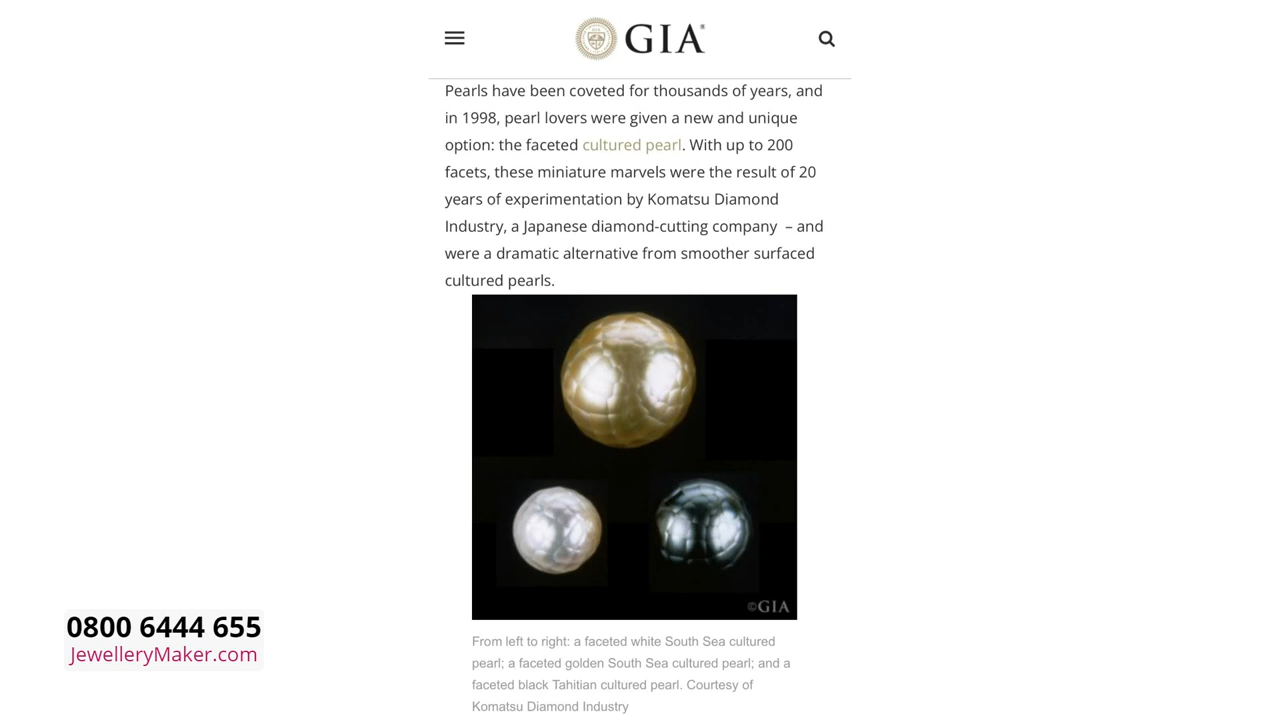 GIA®
Pearls have been coveted for thousands of years, and
in 1998, pearl lovers were given a new and unique
option: the faceted cultured pearl. With up to 200
facets, these miniature marvels were the result of 20
years of experimentation by Komatsu Diamond
Industry, a Japanese diamond-cutting company – and
were a dramatic alternative from smoother surfaced
cultured pearls.
©GIA
From left to right: a faceted white South Sea cultured
pearl; a faceted golden South Sea cultured pearl; and a
faceted black Tahitian cultured pearl. Courtesy of
Komatsu Diamond Industry
0800 6444 655
JewelleryMaker.com